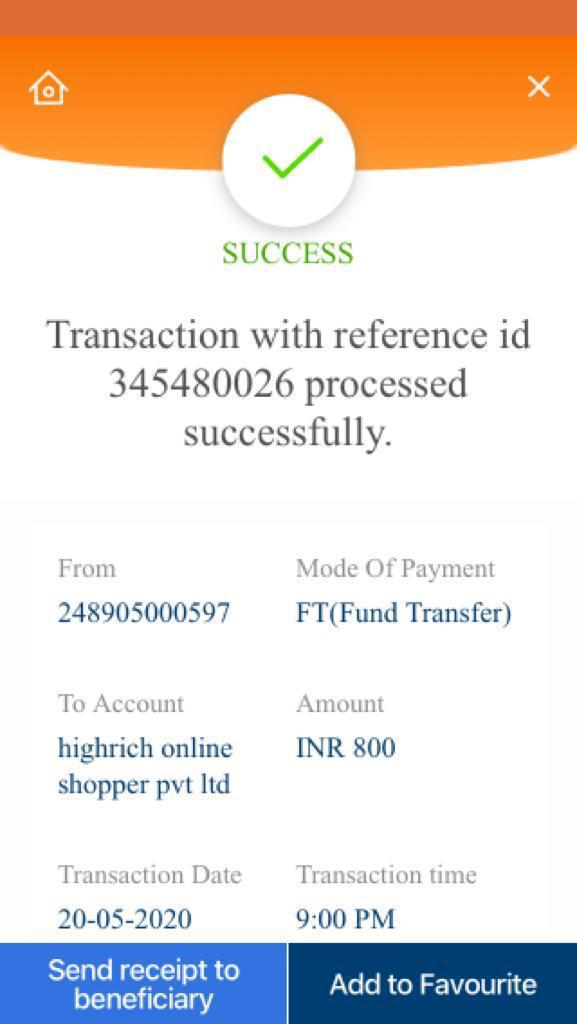 SUCCESS
Transaction with reference id
345480026 processed
successfully.
From
Mode Of Payment
248905000597
FT(Fund Transfer)
To Account
Amount
highrich online
shopper pvt ltd
INR 800
Transaction Date
Transaction time
20-05-2020
9:00 PM
Send receipt to
beneficiary
Add to Favourite